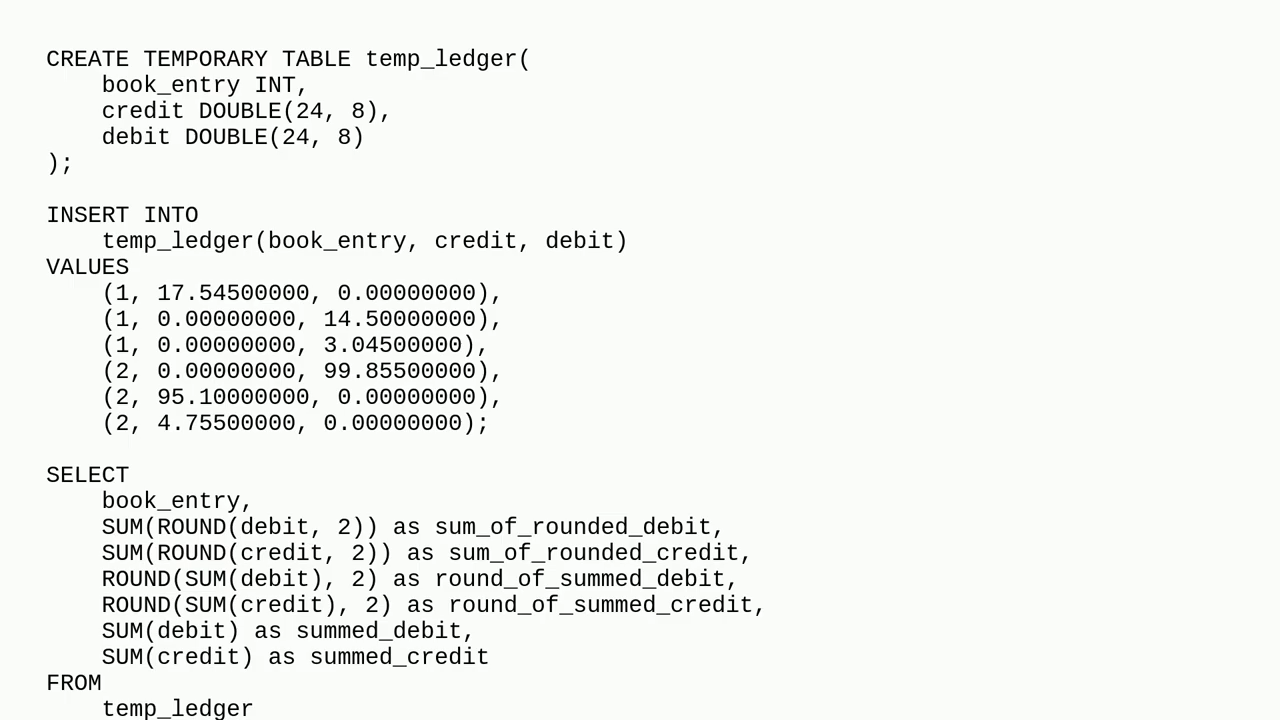 CREATE TEMPORARY TABLE temp_ledger(
    book_entry INT,
    credit DOUBLE(24, 8),
    debit DOUBLE(24, 8)
);

INSERT INTO
    temp_ledger(book_entry, credit, debit)
VALUES
    (1, 17.54500000, 0.00000000),
    (1, 0.00000000, 14.50000000),
    (1, 0.00000000, 3.04500000),
    (2, 0.00000000, 99.85500000),
    (2, 95.10000000, 0.00000000),
    (2, 4.75500000, 0.00000000);

SELECT
    book_entry,
    SUM(ROUND(debit, 2)) as sum_of_rounded_debit,
    SUM(ROUND(credit, 2)) as sum_of_rounded_credit,
    ROUND(SUM(debit), 2) as round_of_summed_debit,
    ROUND(SUM(credit), 2) as round_of_summed_credit,
    SUM(debit) as summed_debit,
    SUM(credit) as summed_credit
FROM
    temp_ledger